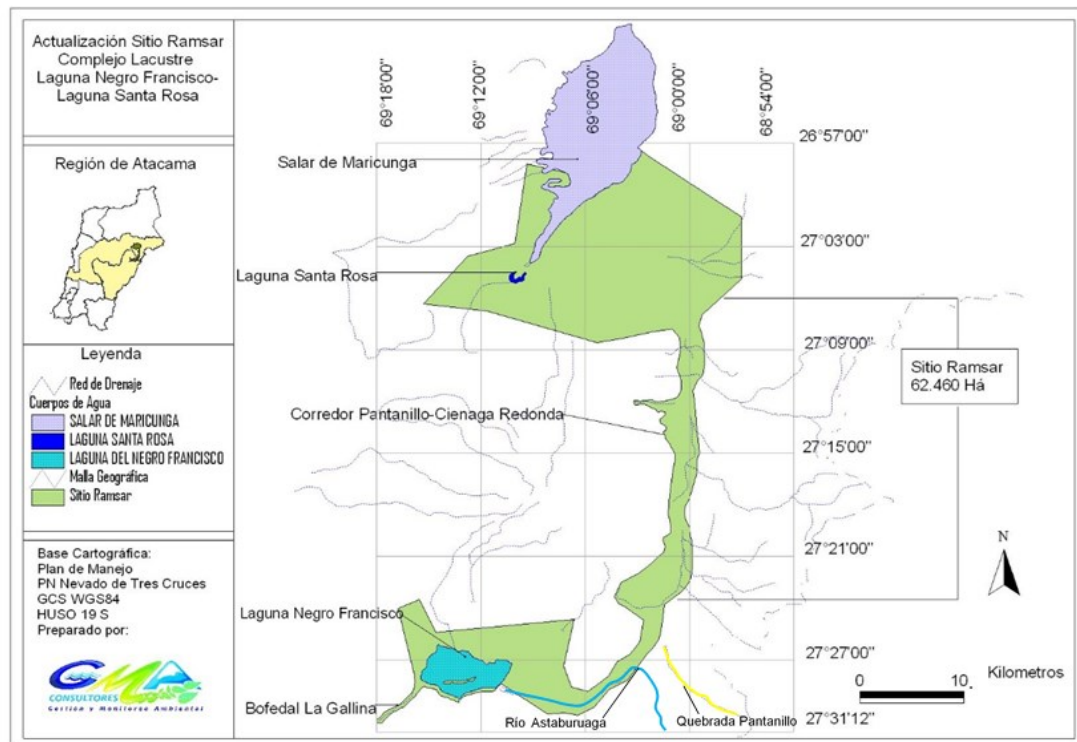 Actualización Sitio Ramsar
Complejo Lacustre
Laguna Negro Francisco-
Laguna Santa Rosa
Región de Atacama
Leyenda
Red de Drenaje
Cuerpos de Agua
SALAR DE MARICUNGA
LAGUNA SANTA ROSA
LAGUNA DEL NEGRO FRANCISCO
Malla Geográfica
Sitio Ramsar
Base Cartográfica:
Plan de Manejo
PN Nevado de Tres Cruces
GCS WGS84
HUSO 19 S
Preparado por:
GMA
CONSULTORES
Gestión y Monitoreo Ambiental
69°18'00"
69°12'00"
69°06'00"
69°00'00"
68°54'00"
26°57'00"
Salar de Maricunga
27°03'00"
Laguna Santa Rosa
27°09'00"
Sitio Ramsar
62.460 Há
Corredor Pantanillo-Cienaga Redonda
27°15'00"
27°21'00"
N
Laguna Negro Francisco
27°27'00"
Kilometros
0 10
Bofedal La Gallina
Río Astaburuaga
Quebrada Pantanillo
27°31'12"